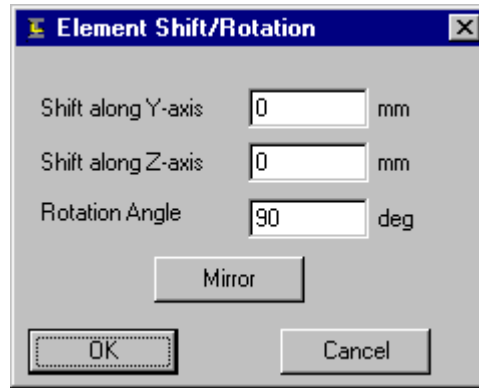 Element Shift/Rotation
Shift along Y-axis 0 mm
Shift along Z-axis 0 mm
Rotation Angle 90 deg
Mirror
OK Cancel